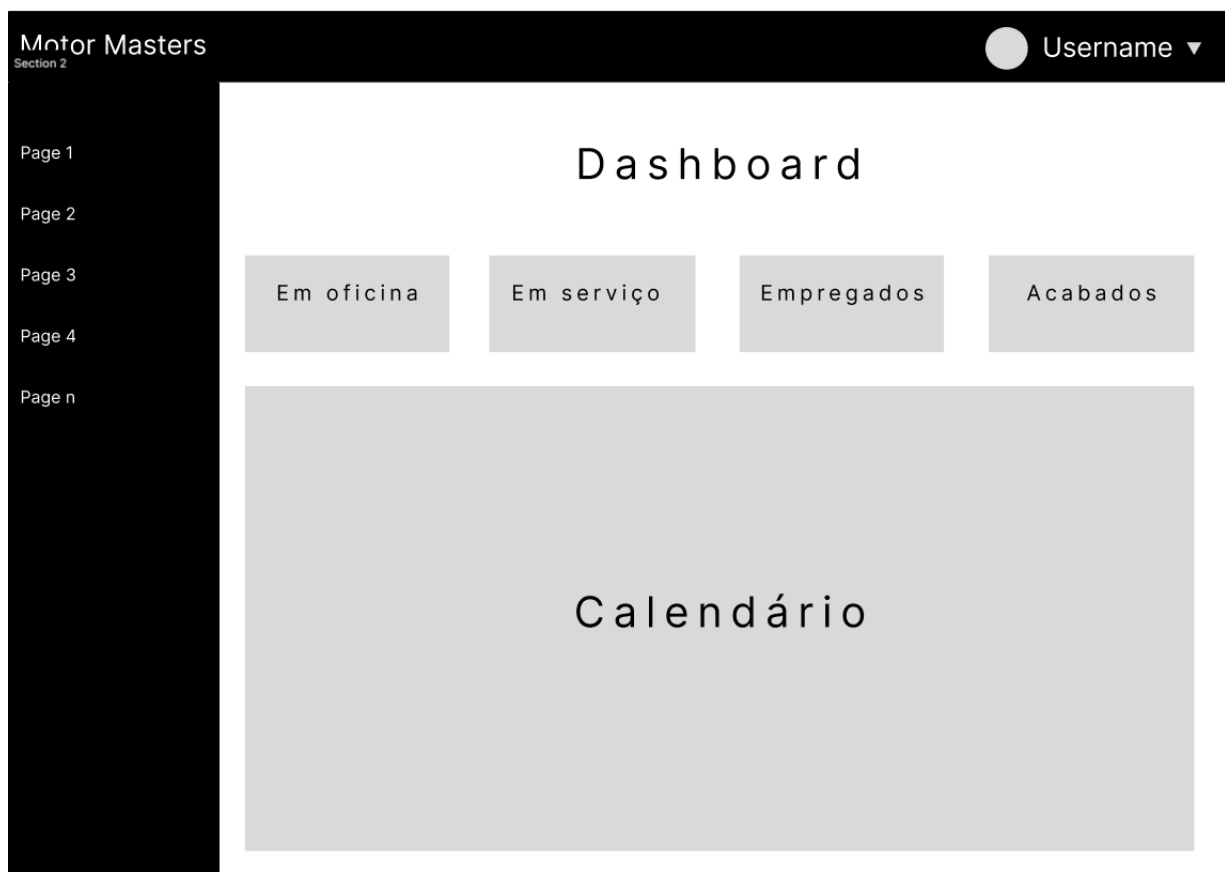 Motor Masters
Section 2
Username ▼
Page 1
Page 2
Page 3
Page 4
Page n
Dashboard
Em oficina
Em serviço
Empregados
Acabados
Calendário